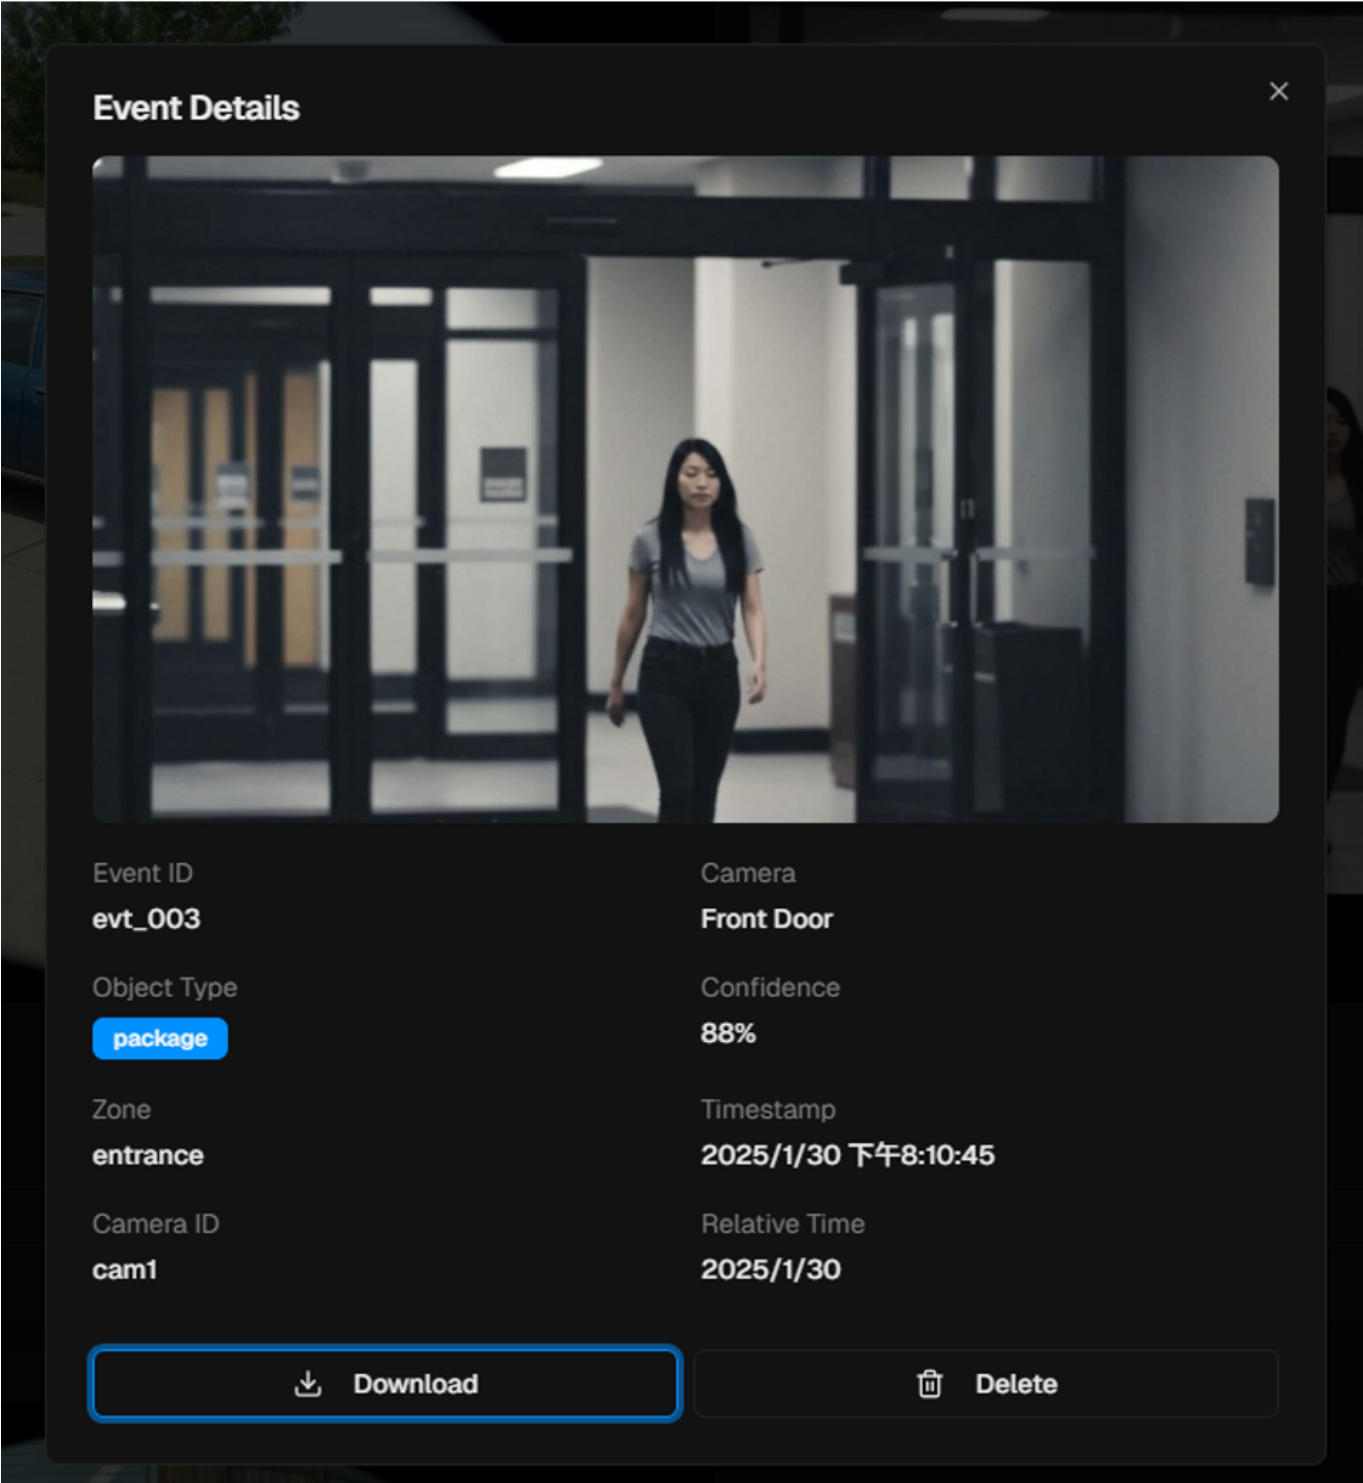 Event Details
Event ID
evt_003
Camera
Front Door
Object Type
package
Confidence
88%
Zone
entrance
Timestamp
2025/1/30 下午8:10:45
Camera ID
cam1
Relative Time
2025/1/30
Download
Delete